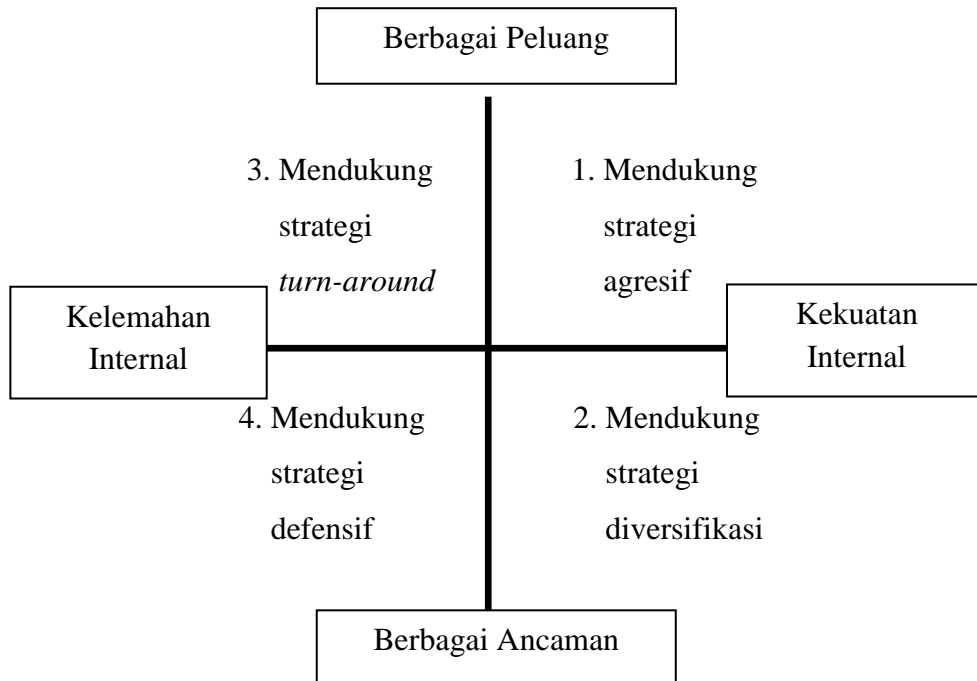 Berbagai Peluang
3. Mendukung
strategi
turn-around
1. Mendukung
strategi
agresif
Kelemahan
Internal
Kekuatan
Internal
4. Mendukung
strategi
defensif
2. Mendukung
strategi
diversifikasi
Berbagai Ancaman